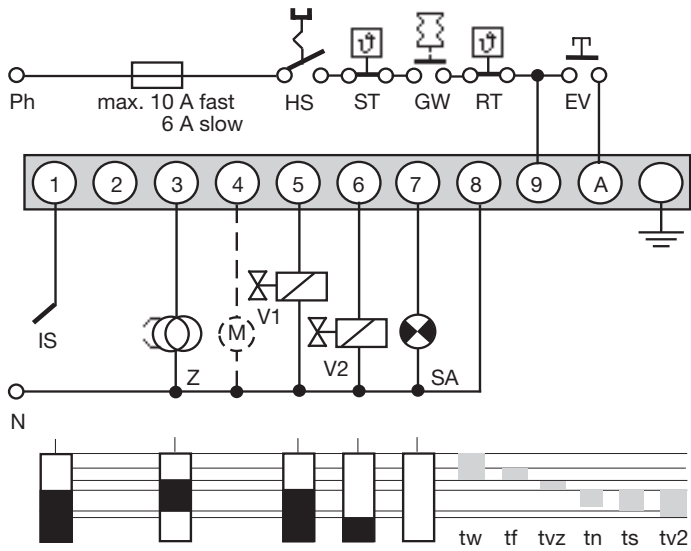 ϑ ϑ
Ph max. 10 A fast HS ST GW RT EV
6 A slow
1 2 3 4 5 6 7 8 9 A
M V1
IS
Z V2 SA
N
tw tf tvz tn ts tv2